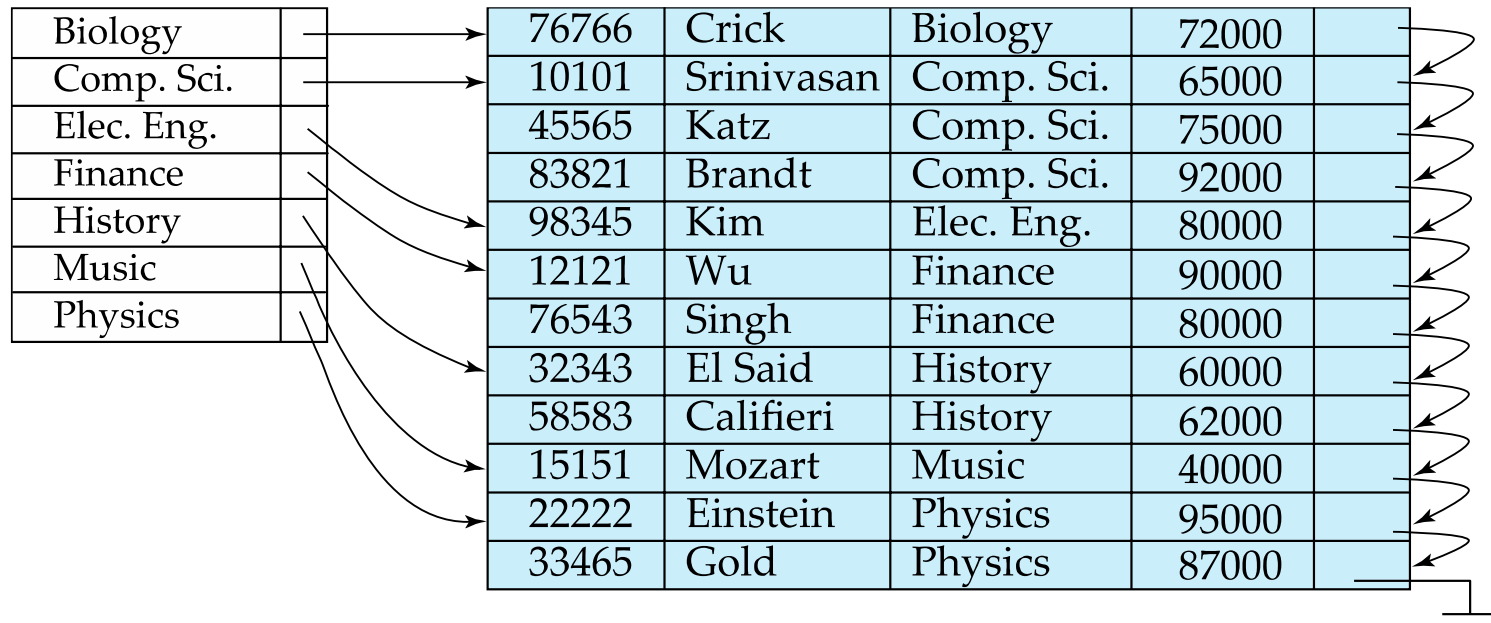 Biology
Comp. Sci.
Elec. Eng.
Finance
History
Music
Physics
76766 Crick Biology 72000
10101 Srinivasan Comp. Sci. 65000
45565 Katz Comp. Sci. 75000
83821 Brandt Comp. Sci. 92000
98345 Kim Elec. Eng. 80000
12121 Wu Finance 90000
76543 Singh Finance 80000
32343 El Said History 60000
58583 Califieri History 62000
15151 Mozart Music 40000
22222 Einstein Physics 95000
33465 Gold Physics 87000